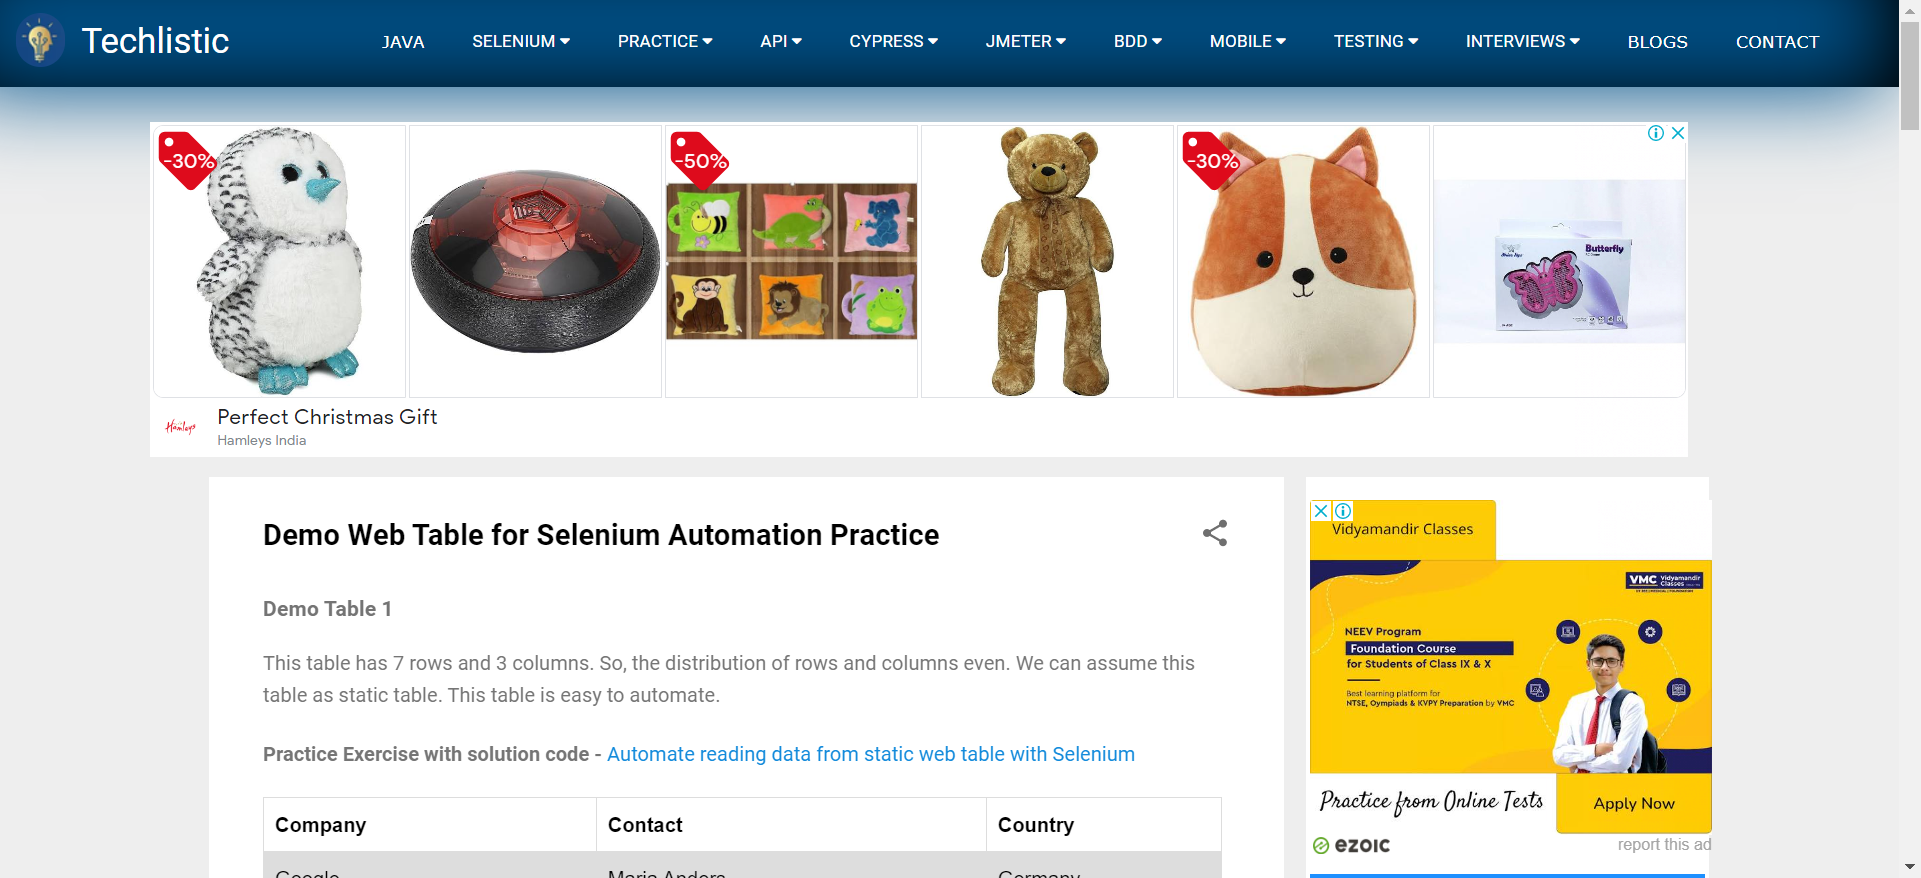 Techlistic
JAVA SELENIUM PRACTICE API CYPRESS JMETER BDD MOBILE TESTING INTERVIEWS BLOGS CONTACT
-30%
-50%
-30%
Butterfly
Hamleys
Perfect Christmas Gift
Hamleys India
Demo Web Table for Selenium Automation Practice
Demo Table 1
This table has 7 rows and 3 columns. So, the distribution of rows and columns even. We can assume this
table as static table. This table is easy to automate.
Practice Exercise with solution code - Automate reading data from static web table with Selenium
Company Contact Country
Google Maria Anders Germany
Vidyamandir Classes
VMC Vidyamandir
Classes
NEEV Program
Foundation Course
for Students of Class IX & X
Best learning platform for
NTSE, Oympiads & KVPY Preparation by VMC
Practice from Online Tests
Apply Now
ezoic
report this ad